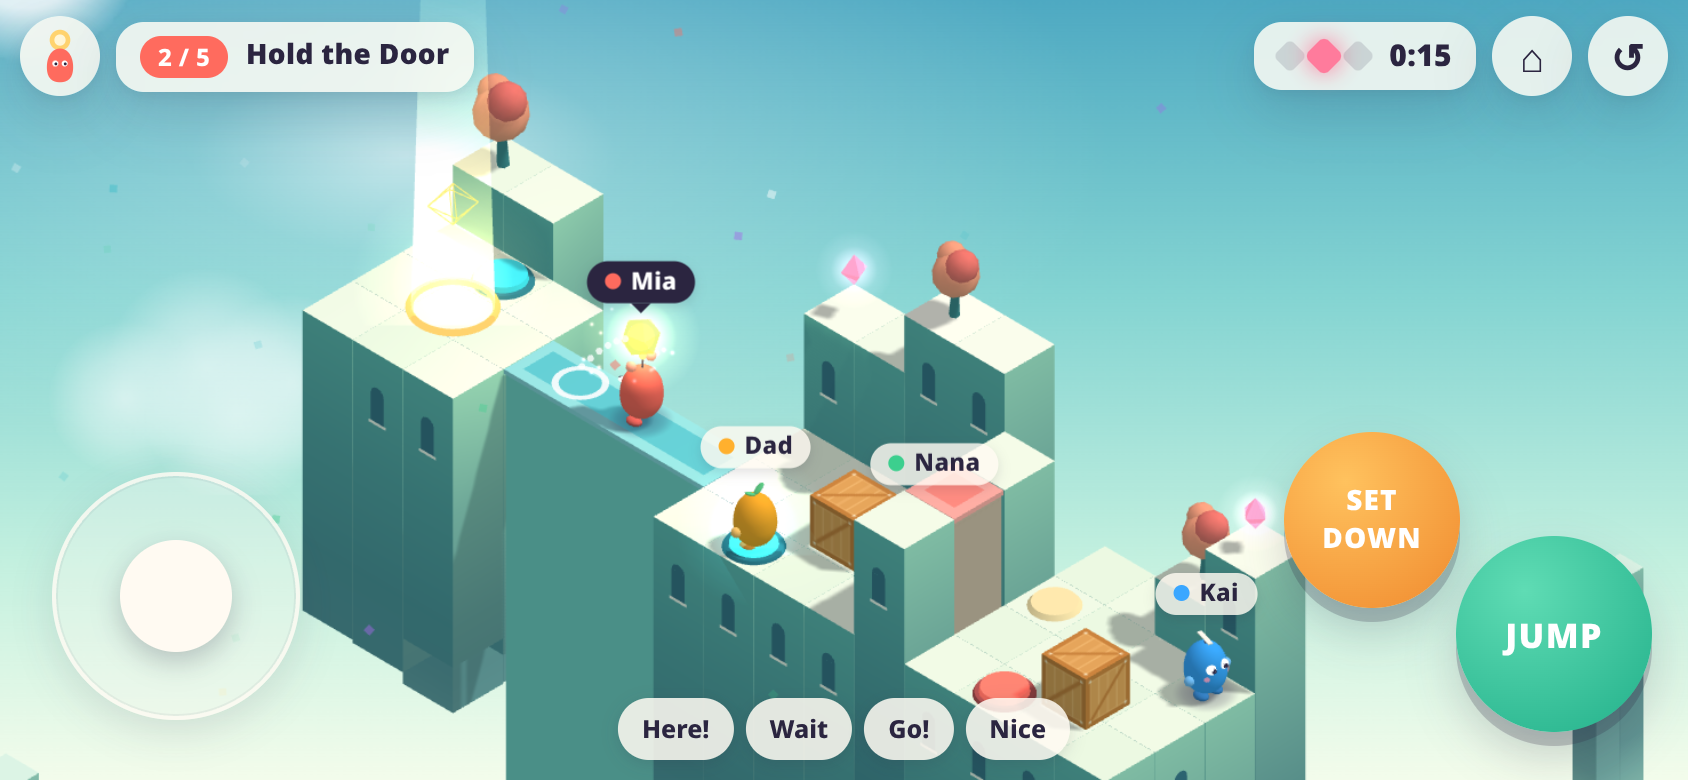 2 / 5 Hold the Door
0:15
Mia
Dad
Nana
Kai
SET
DOWN
JUMP
Here! Wait Go! Nice